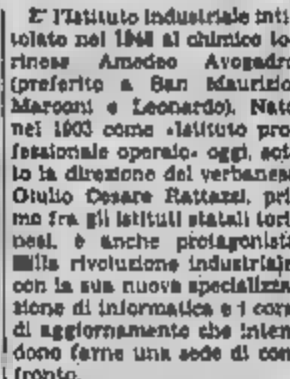 E' l'Istituto industriale inti
tolato nel 1948 al chimico to
rinese Amedeo Avogadro
(preferito a San Maurizio
Marconi e Leonardo). Nato
nel 1903 come «Istituto pro
fessionale operaio» oggi, sot
to la direzione del verbanese
Giulio Cesare Rattazzi, pri
mo fra gli istituti statali tori
nesi, è anche protagonista
rivoluzione industriale
con la sua nuova specializza
zione di informatica e i corsi
di aggiornamento che inten
dono farne una sede di con
fronto.